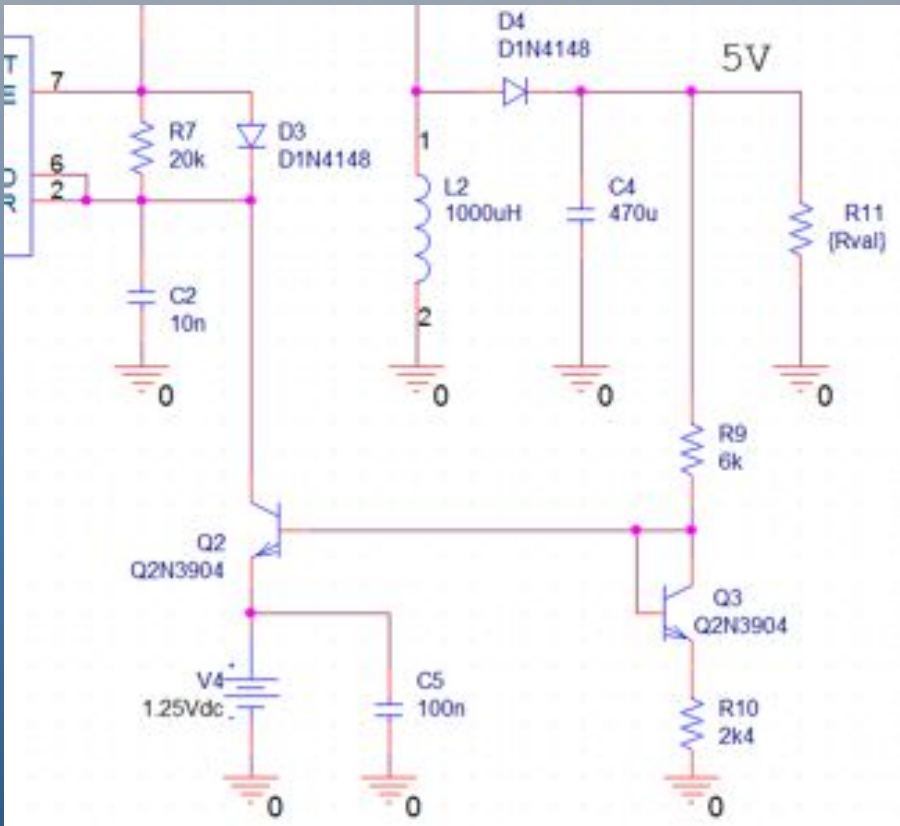 D4
D1N4148
5V
T
E
7
R7
20k
D3
D1N4148
1
6
2
R
L2
1000uH
C4
470u
R11
{Rval}
C2
10n
2
0
0
0
0
R9
6k
Q2
Q2N3904
Q3
Q2N3904
V4
1.25Vdc
+
-
C5
100n
R10
2k4
0
0
0